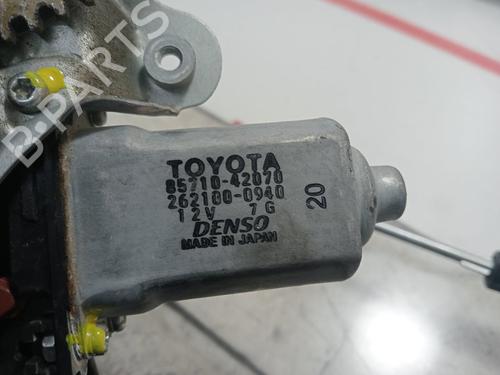 B-PARTS
TOYOTA
85710-42070
262100-0940
12V 7G
DENSO
MADE IN JAPAN
20